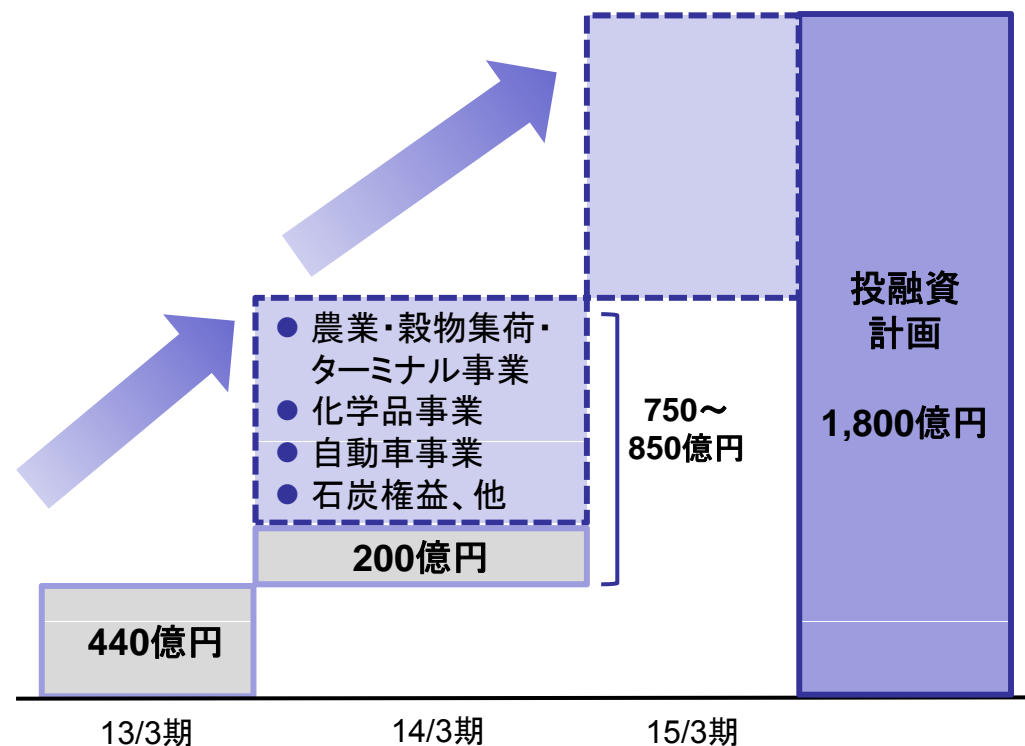 ● 農業・穀物集荷・
ターミナル事業
● 化学品事業
● 自動車事業
● 石炭権益、他
200億円
440億円
750～
850億円
投融資
計画
1,800億円
13/3期
14/3期
15/3期